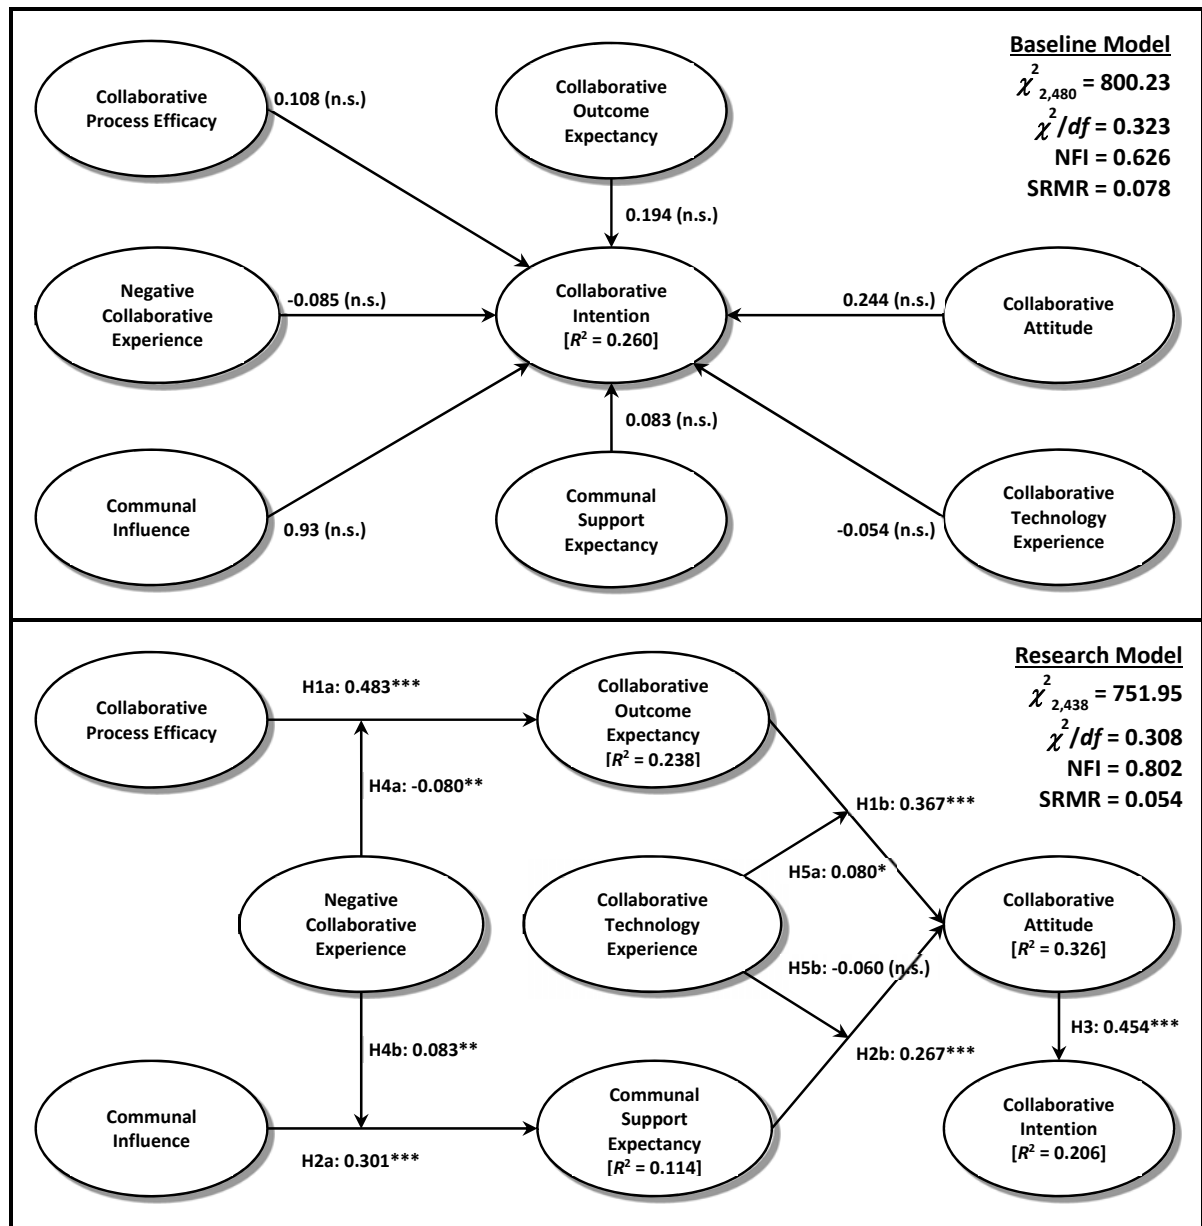 Baseline Model
χ²2,480 = 800.23
χ²/df = 0.323
NFI = 0.626
SRMR = 0.078
Collaborative
Process Efficacy
0.108 (n.s.)
Collaborative
Outcome
Expectancy
0.194 (n.s.)
Negative
Collaborative
Experience
-0.085 (n.s.)
Collaborative
Intention
[R² = 0.260]
0.244 (n.s.)
Collaborative
Attitude
0.083 (n.s.)
Communal
Influence
0.93 (n.s.)
Communal
Support
Expectancy
-0.054 (n.s.)
Collaborative
Technology
Experience
Research Model
χ²2,438 = 751.95
χ²/df = 0.308
NFI = 0.802
SRMR = 0.054
Collaborative
Process Efficacy
H1a: 0.483***
Collaborative
Outcome
Expectancy
[R² = 0.238]
H4a: -0.080**
H1b: 0.367***
H5a: 0.080*
Negative
Collaborative
Experience
Collaborative
Technology
Experience
Collaborative
Attitude
[R² = 0.326]
H5b: -0.060 (n.s.)
H4b: 0.083**
H2b: 0.267***
H3: 0.454***
Communal
Influence
H2a: 0.301***
Communal
Support
Expectancy
[R² = 0.114]
Collaborative
Intention
[R² = 0.206]